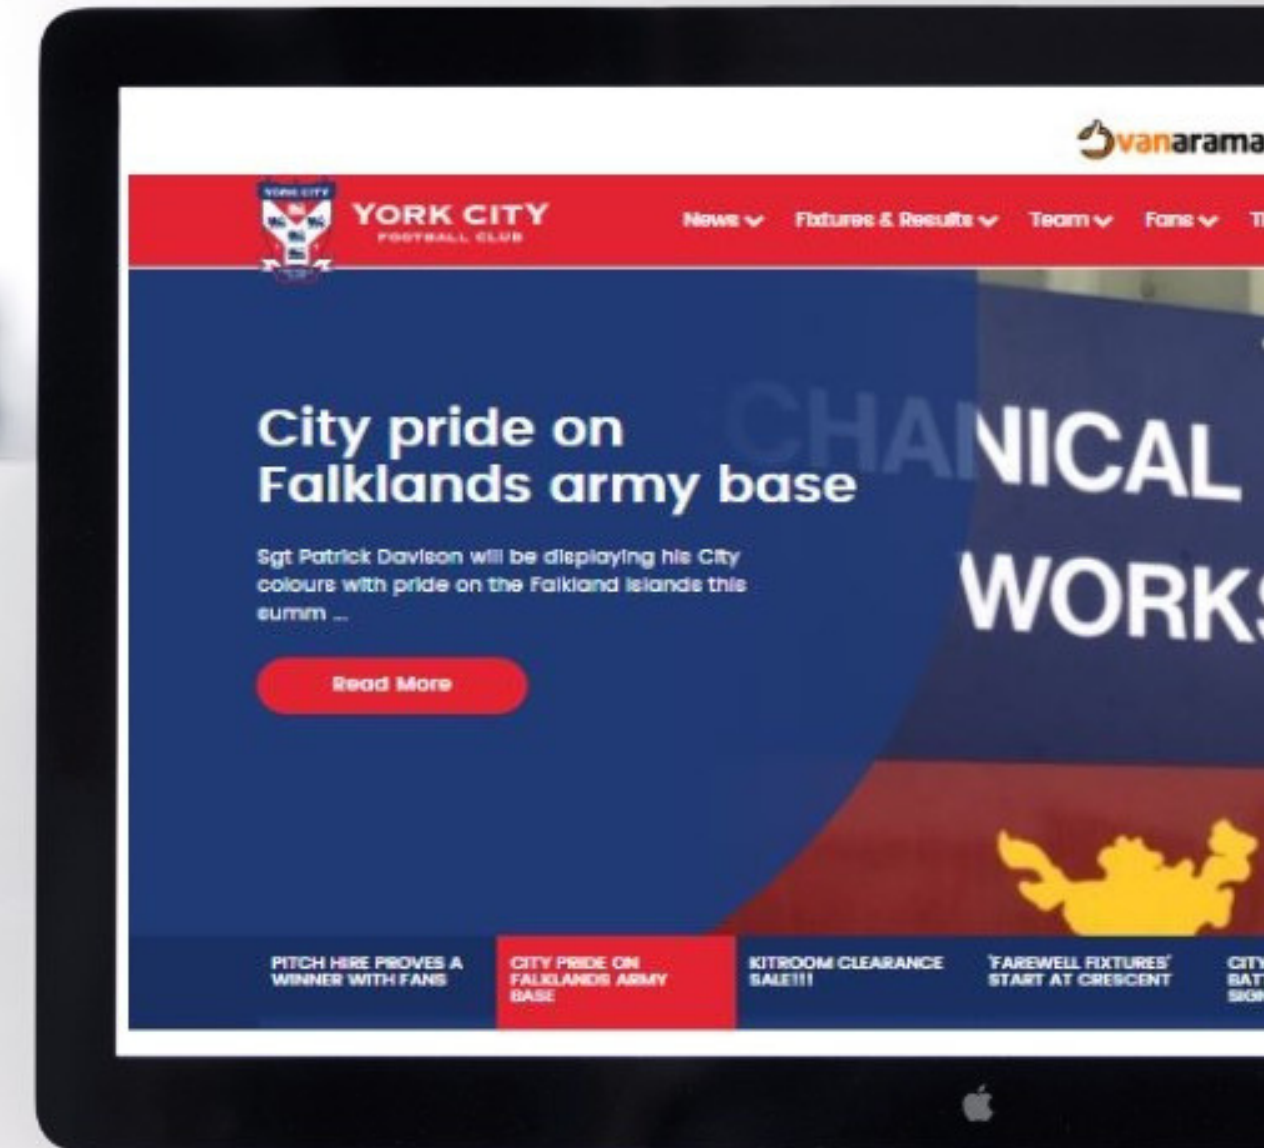 vanarama
YORK CITY
YORK CITY
FOOTBALL CLUB
News
Fixtures & Results
Team
Fans
City pride on
Falklands army base
Sgt Patrick Davison will be displaying his City
colours with pride on the Falkland Islands this
summ ...
Read More
CHANICAL
WORKS
PITCH HIRE PROVES A
WINNER WITH FANS
CITY PRIDE ON
FALKLANDS ARMY
BASE
KITROOM CLEARANCE
SALE!!!
'FAREWELL FIXTURES'
START AT CRESCENT
CITY